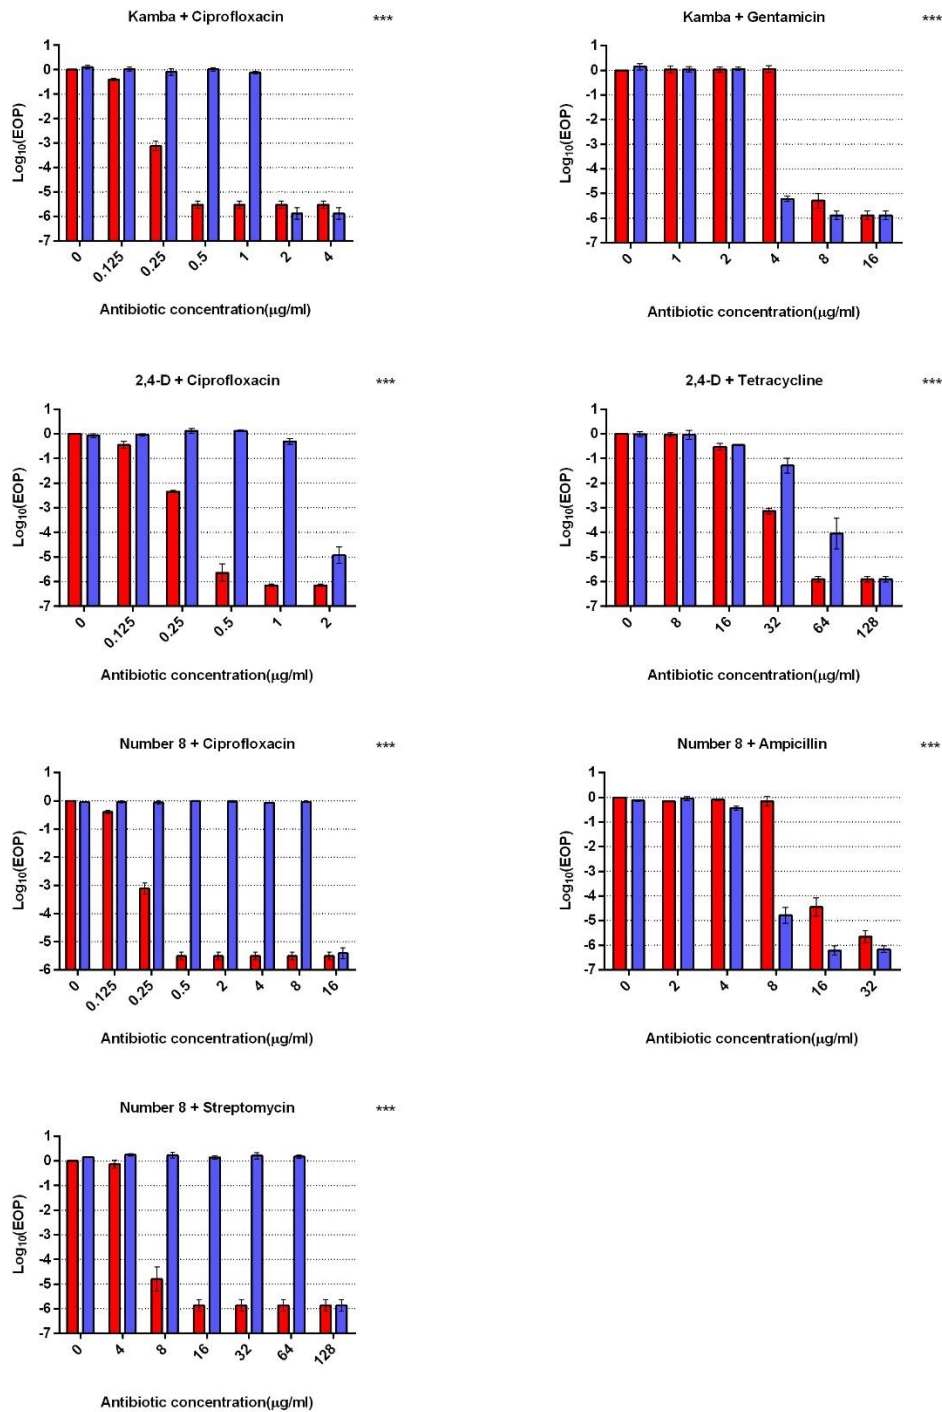 Kamba + Ciprofloxacin ***
1
0
-1
-2
-3
-4
-5
-6
-7
Log10(EOP)
0 0.125 0.25 0.5 1 2 4
Antibiotic concentration(µg/ml)
Kamba + Gentamicin ***
1
0
-1
-2
-3
-4
-5
-6
-7
Log10(EOP)
0 1 2 4 8 16
Antibiotic concentration(µg/ml)
2,4-D + Ciprofloxacin ***
1
0
-1
-2
-3
-4
-5
-6
-7
Log10(EOP)
0 0.125 0.25 0.5 1 2
Antibiotic concentration(µg/ml)
2,4-D + Tetracycline ***
1
0
-1
-2
-3
-4
-5
-6
-7
Log10(EOP)
0 8 16 32 64 128
Antibiotic concentration(µg/ml)
Number 8 + Ciprofloxacin ***
1
0
-1
-2
-3
-4
-5
-6
Log10(EOP)
0 0.125 0.25 0.5 2 4 8 16
Antibiotic concentration(µg/ml)
Number 8 + Ampicillin ***
1
0
-1
-2
-3
-4
-5
-6
-7
Log10(EOP)
0 2 4 8 16 32
Antibiotic concentration(µg/ml)
Number 8 + Streptomycin ***
1
0
-1
-2
-3
-4
-5
-6
-7
Log10(EOP)
0 4 8 16 32 64 128
Antibiotic concentration(µg/ml)